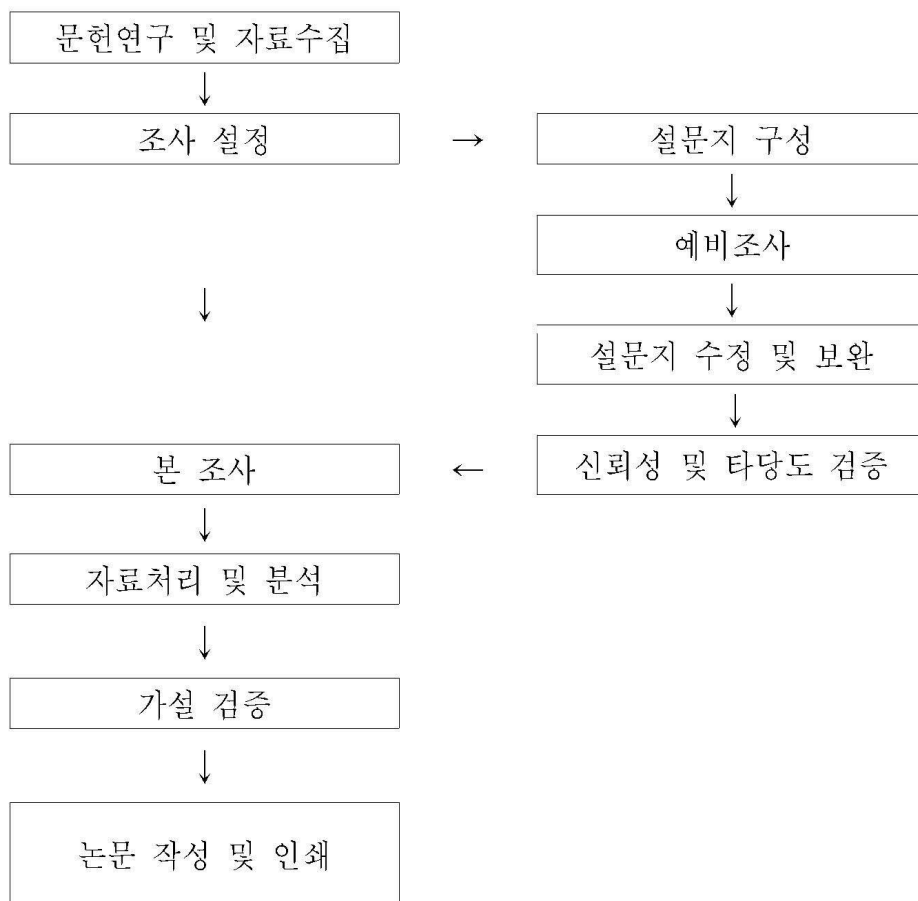 문헌연구 및 자료수집
↓
조사 설정 → 설문지 구성
↓
예비조사
↓ ↓
설문지 수정 및 보완
↓
본 조사 ← 신뢰성 및 타당도 검증
↓
자료처리 및 분석
↓
가설 검증
↓
논문 작성 및 인쇄